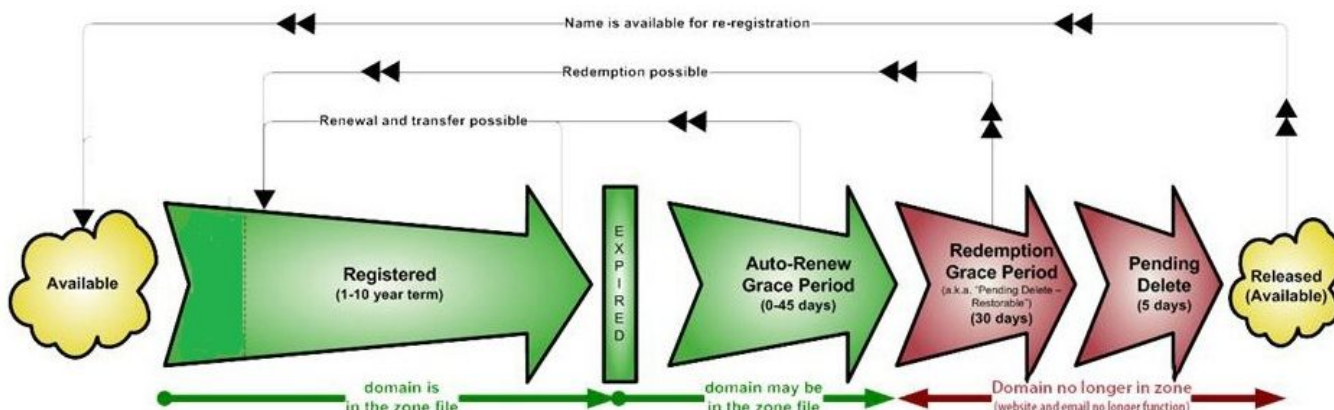 Name is available for re-registration
Redemption possible
Renewal and transfer possible
Available
Registered
(1-10 year term)
EXPIRED
Auto-Renew
Grace Period
(0-45 days)
Redemption
Grace Period
(a.k.a. "Pending Delete –
Restorable")
(30 days)
Pending
Delete
(5 days)
Released
(Available)
domain is
in the zone file
domain may be
in the zone file
Domain no longer in zone
(website and email no longer function)